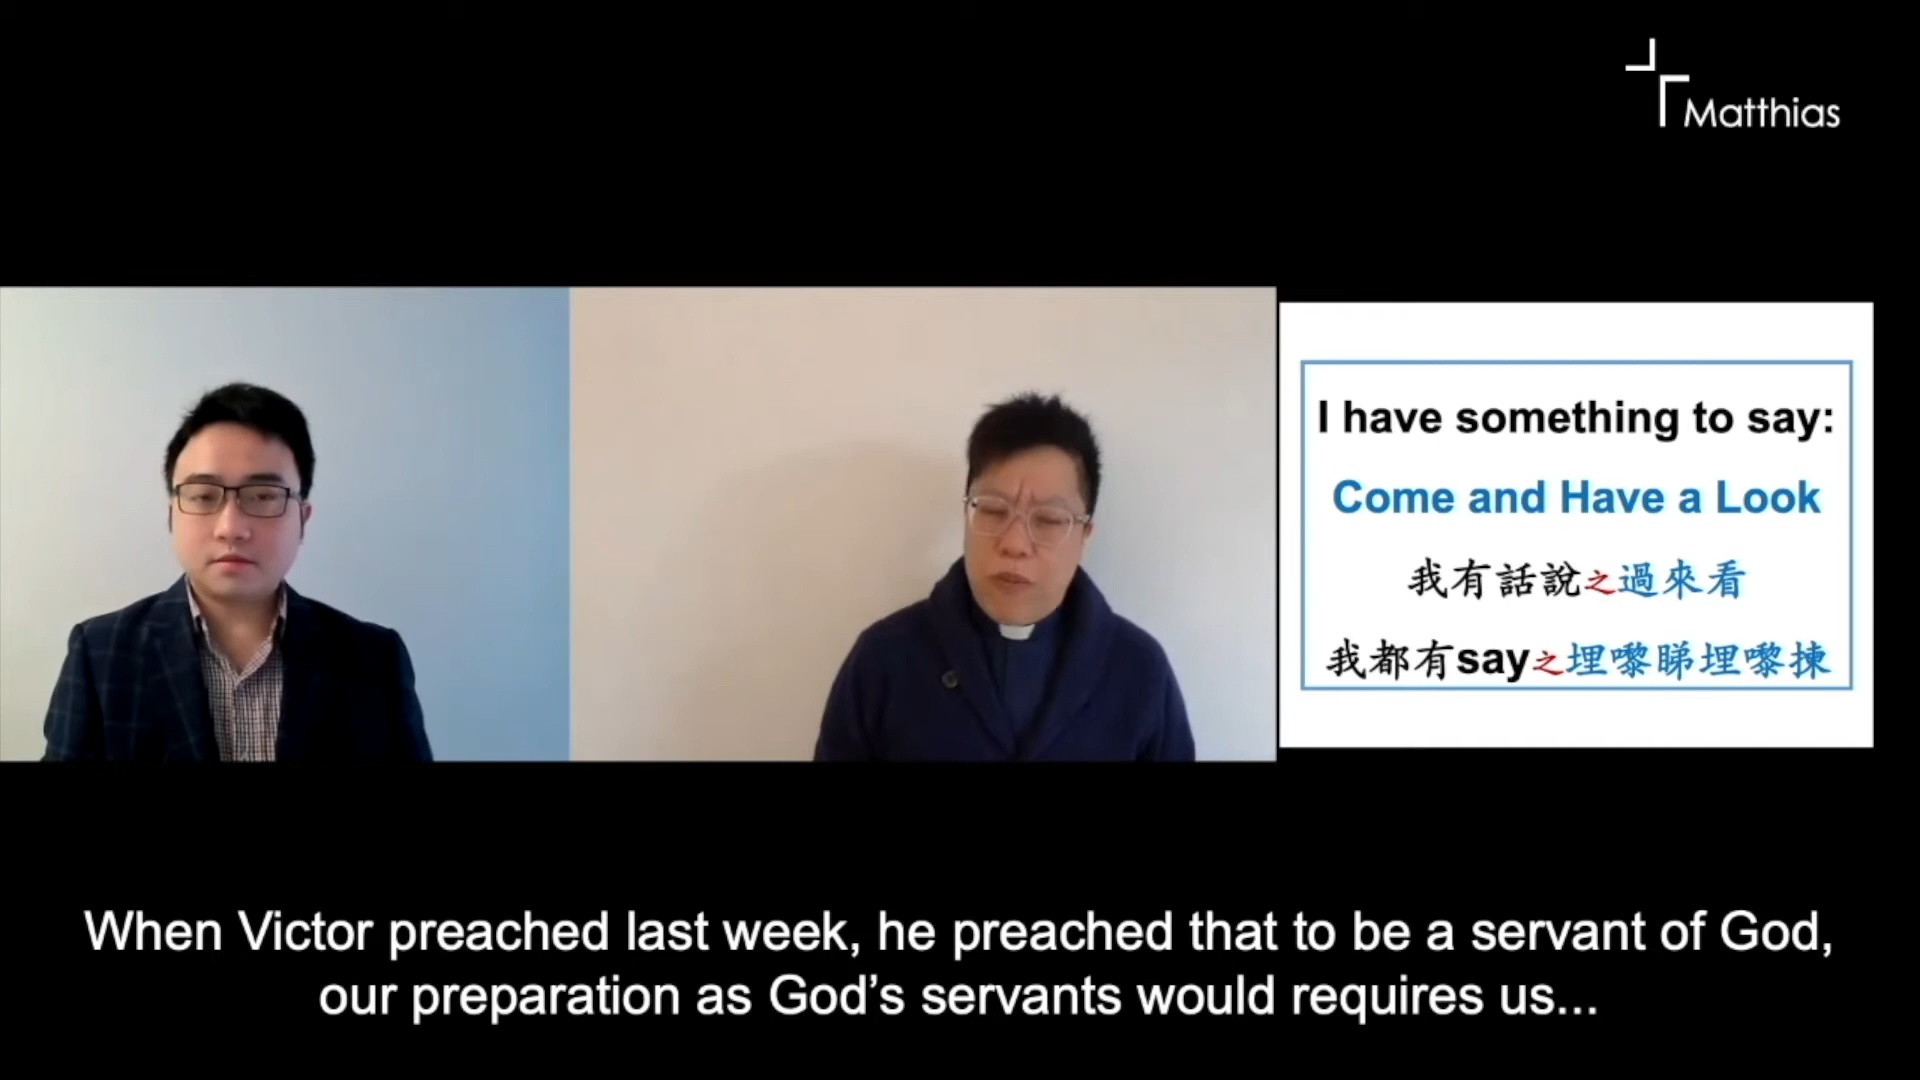 Matthias
I have something to say:
Come and Have a Look
我有話說之過來看
我都有say之埋嚟睇埋嚟揀
When Victor preached last week, he preached that to be a servant of God,
our preparation as God’s servants would requires us...